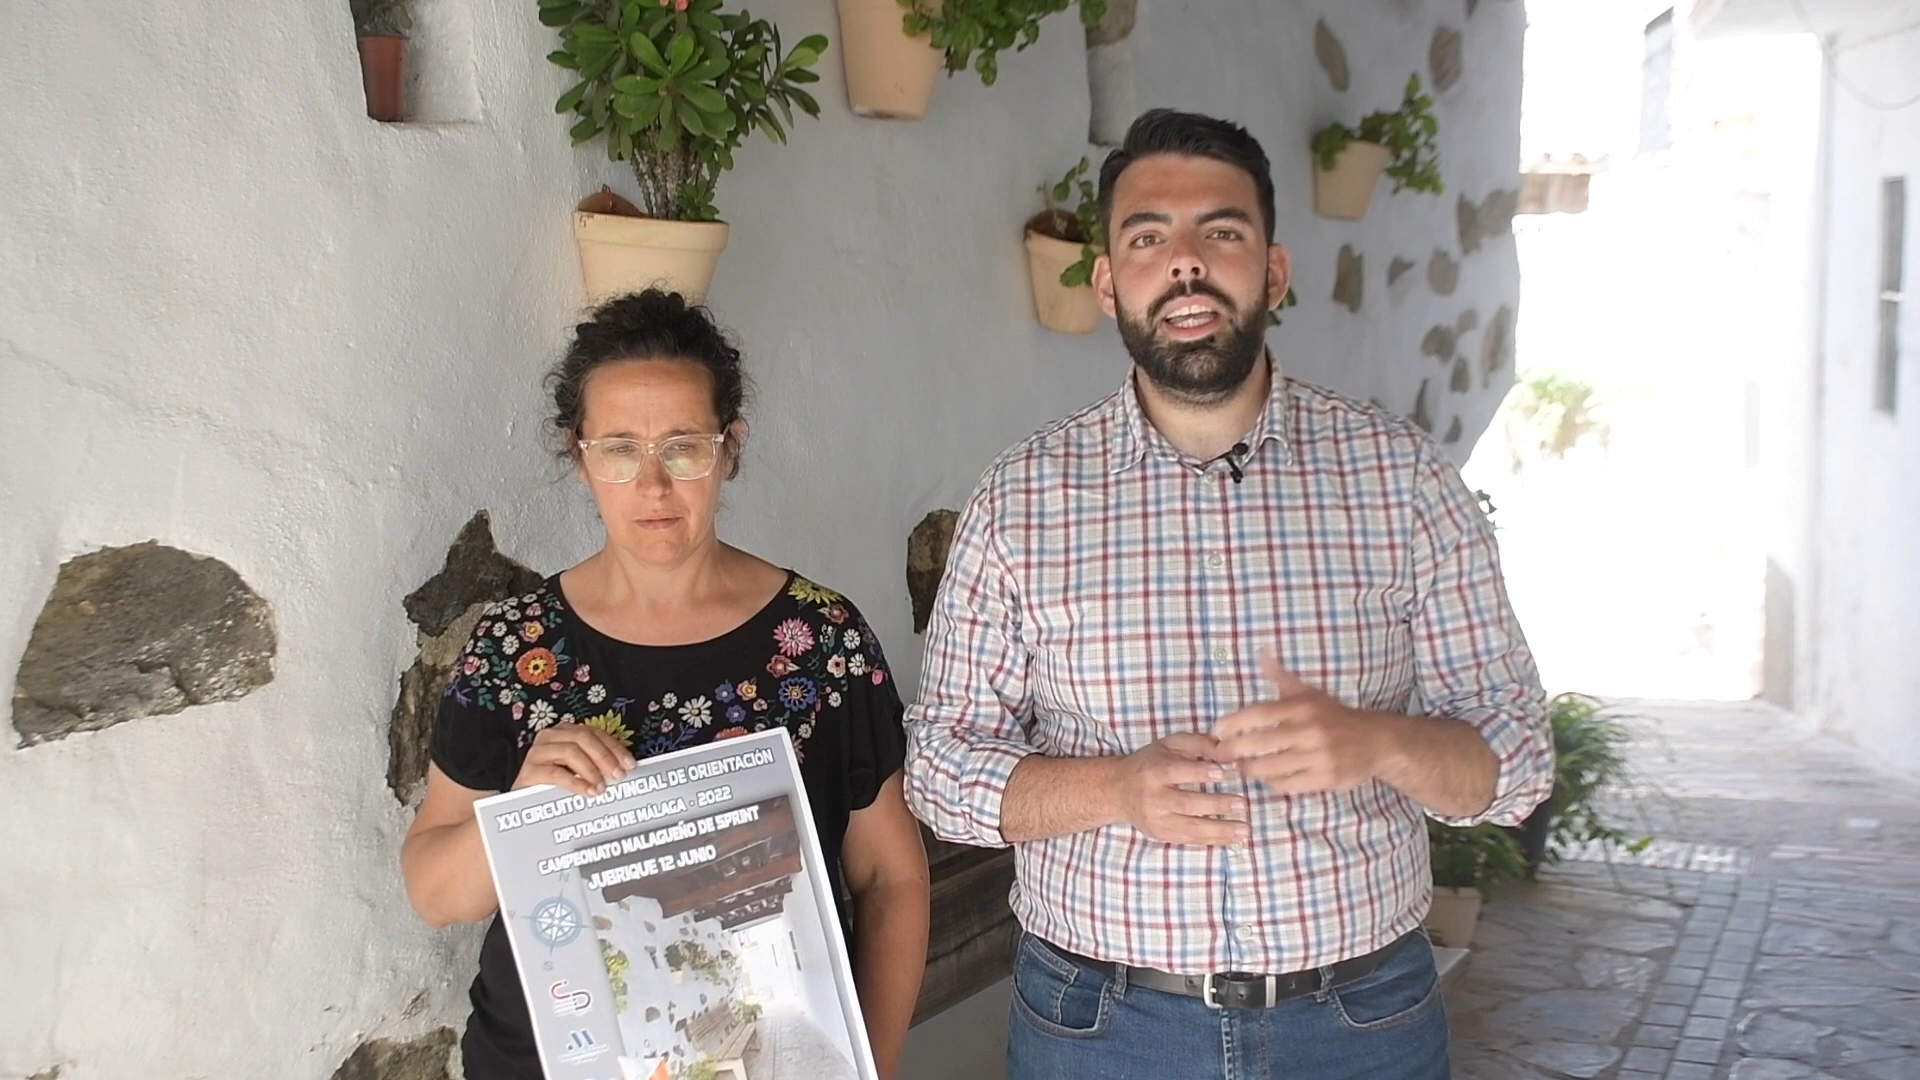 XXI CIRCUITO PROVINCIAL DE ORIENTACIÓN
DIPUTACIÓN DE MÁLAGA - 2022
CAMPEONATO MALAGUEÑO DE SPRINT
JUBRIQUE 12 JUNIO
S